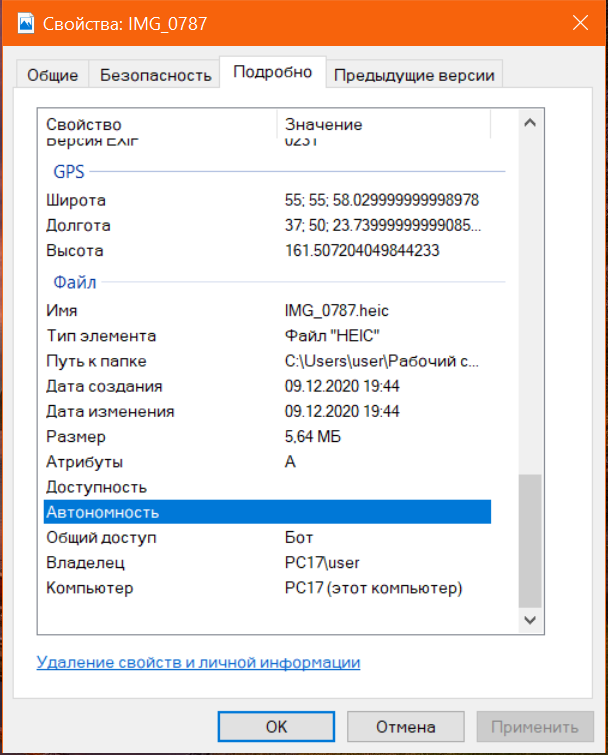 Свойства: IMG_0787
Общие Безопасность Подробно Предыдущие версии
Свойство Значение
Версия EXIF 0231
GPS
Широта 55; 55; 58.029999999998978
Долгота 37; 50; 23.73999999999085...
Высота 161.507204049844233
Файл
Имя IMG_0787.heic
Тип элемента Файл "HEIC"
Путь к папке C:\Users\user\Рабочий с...
Дата создания 09.12.2020 19:44
Дата изменения 09.12.2020 19:44
Размер 5,64 МБ
Атрибуты A
Доступность
Автономность
Общий доступ Бот
Владелец PC17\user
Компьютер PC17 (этот компьютер)
Удаление свойств и личной информации
OK Отмена Применить